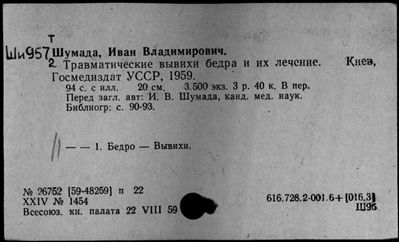 т
Ши957 Шумада, Иван Владимирович.
2 Травматические вывихи бедра и их лечение. Киев,
Госмедиздат УССР, 1959.
94 с. с илл. 20 см. 3.500 экз. 3 р. 40 к. В пер.
Перед загл. авт: И. В. Шумада, канд. мед. наук.
Библиогр: с. 90-93.
— — 1. Бедро — Вывихи.
№ 26752 [59-48259] п 22
XXIV № 1454
Всесоюз. кн. палата 22 VIII 59
616.728.2-001.6+[016.3]
Ш96